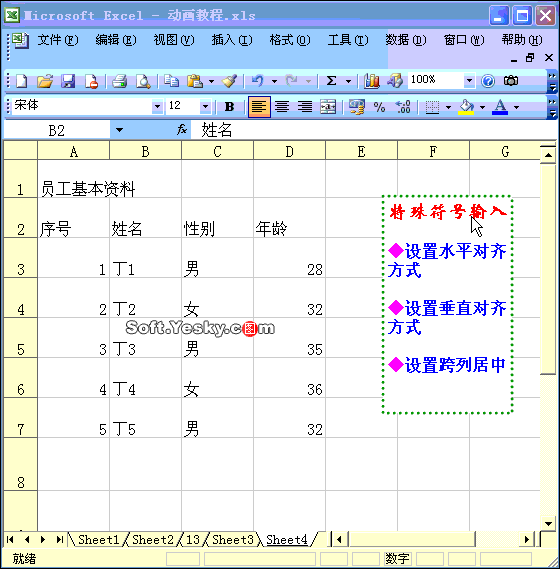 Microsoft Excel - 动画教程.xls
文件(F) 编辑(E) 视图(V) 插入(I) 格式(O) 工具(T) 数据(D) 窗口(W) 帮助(H)
Σ 100%
宋体 12 B %
B2 fx 姓名
A B C D E F G
1 员工基本资料
2 序号 姓名 性别 年龄
3 1 丁1 男 28
4 2 丁2 女 32
5 3 丁3 男 35
6 4 丁4 女 36
7 5 丁5 男 32
8
特殊符号输入
◆设置水平对齐
方式
◆设置垂直对齐
方式
◆设置跨列居中
Soft.Yesky.c图m
Sheet1 Sheet2 13 Sheet3 Sheet4
就绪 数字